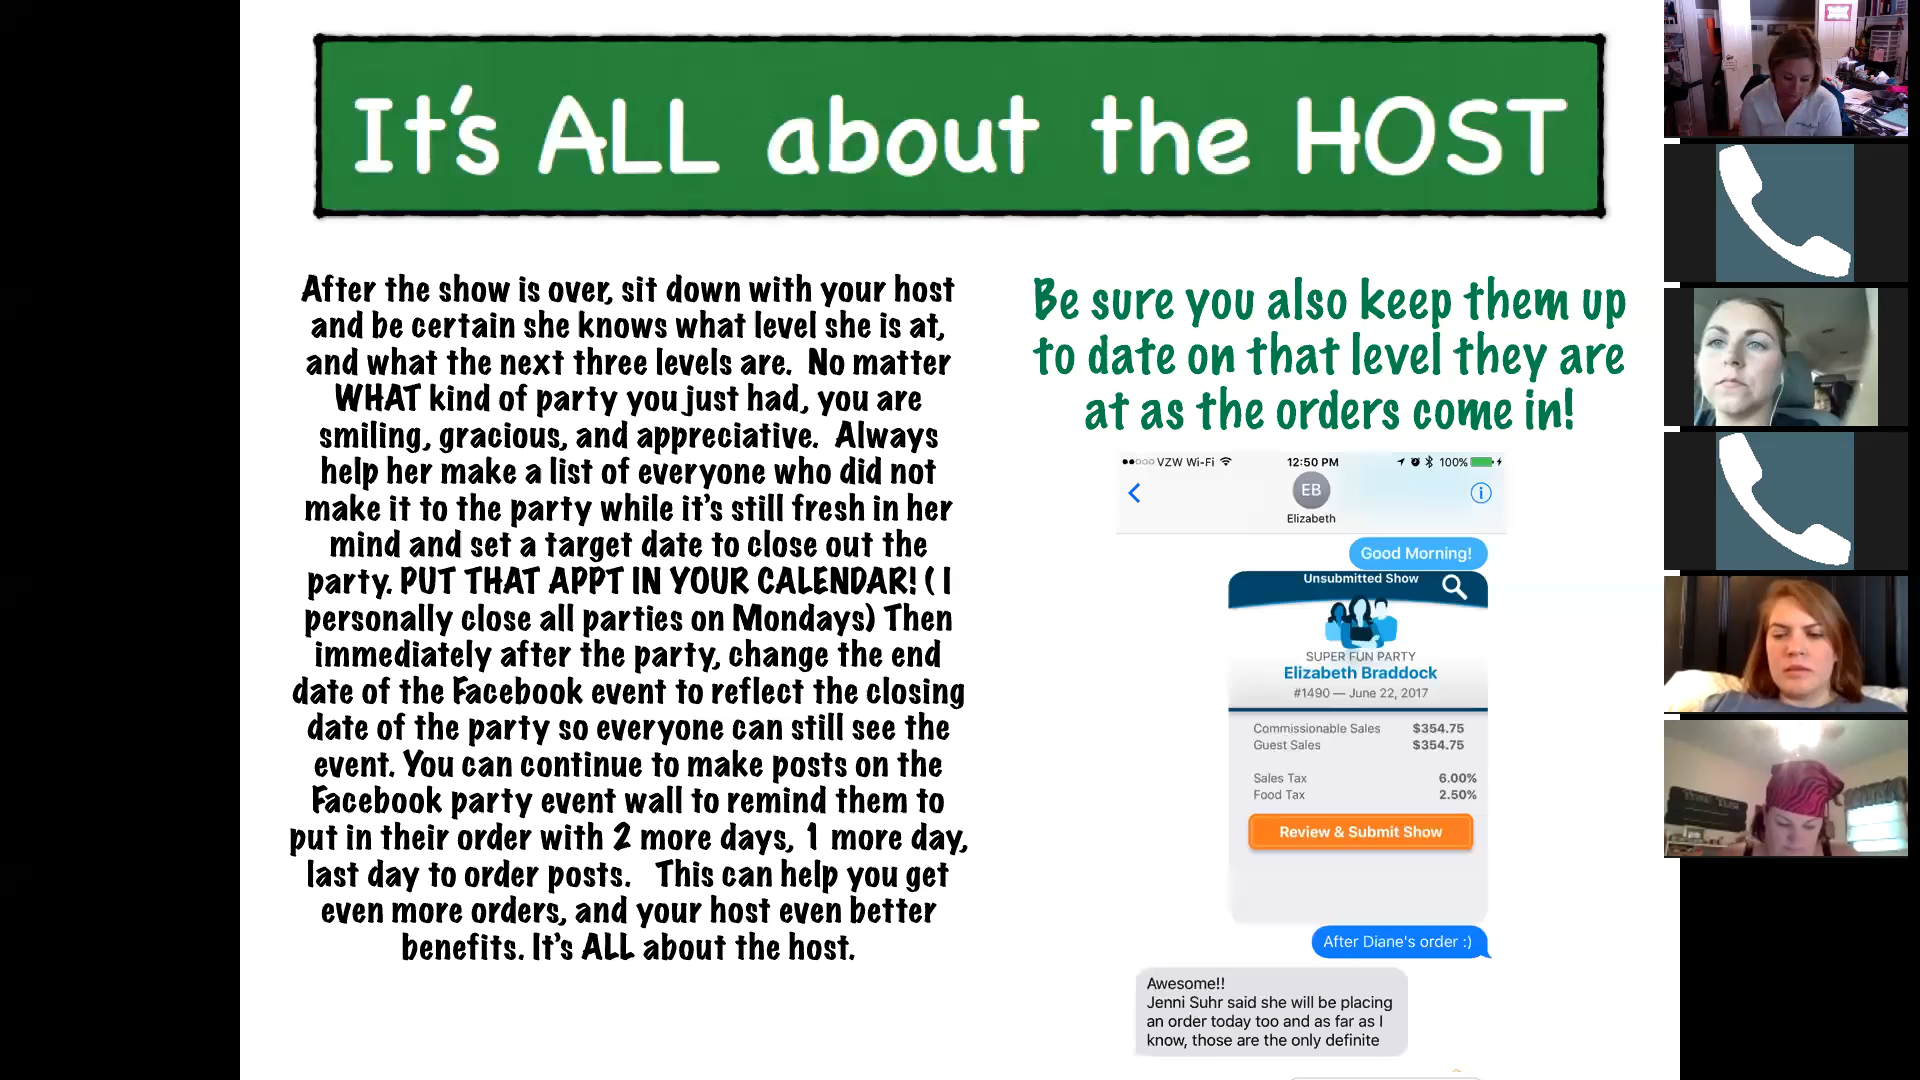 It's ALL about the HOST
After the show is over, sit down with your host
and be certain she knows what level she is at,
and what the next three levels are.  No matter
WHAT kind of party you just had, you are
smiling, gracious, and appreciative.  Always
help her make a list of everyone who did not
make it to the party while it's still fresh in her
mind and set a target date to close out the
party. PUT THAT APPT IN YOUR CALENDAR! ( I
personally close all parties on Mondays) Then
immediately after the party, change the end
date of the Facebook event to reflect the closing
date of the party so everyone can still see the
event. You can continue to make posts on the
Facebook party event wall to remind them to
put in their order with 2 more days, 1 more day,
last day to order posts.   This can help you get
even more orders, and your host even better
benefits. It's ALL about the host.
Be sure you also keep them up
to date on that level they are
at as the orders come in!
VZW Wi-Fi 12:50 PM 100%
EB
Elizabeth
Good Morning!
Unsubmitted Show
SUPER FUN PARTY
Elizabeth Braddock
#1490 — June 22, 2017
Commissionable Sales $354.75
Guest Sales $354.75
Sales Tax 6.00%
Food Tax 2.50%
Review & Submit Show
After Diane's order :)
Awesome!!
Jenni Suhr said she will be placing
an order today too and as far as I
know, those are the only definite